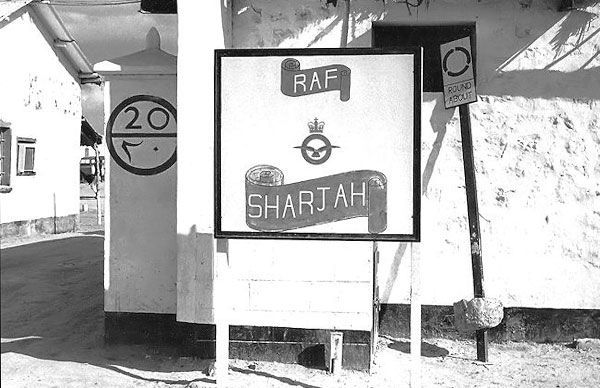 20
٢٠
RAF
SHARJAH
ROUND
ABOUT